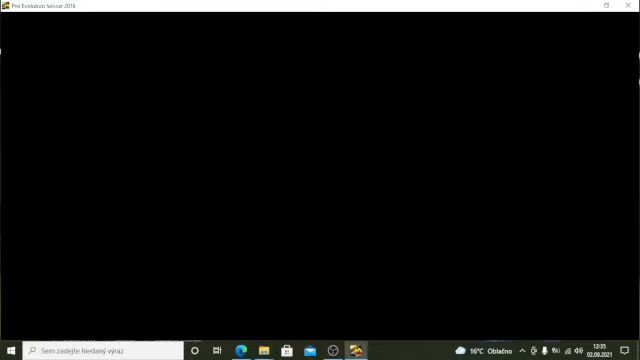 Pro Evolution Soccer 2016
Sem zadejte hledaný výraz
16°C Oblačno
12:35
02.09.2021